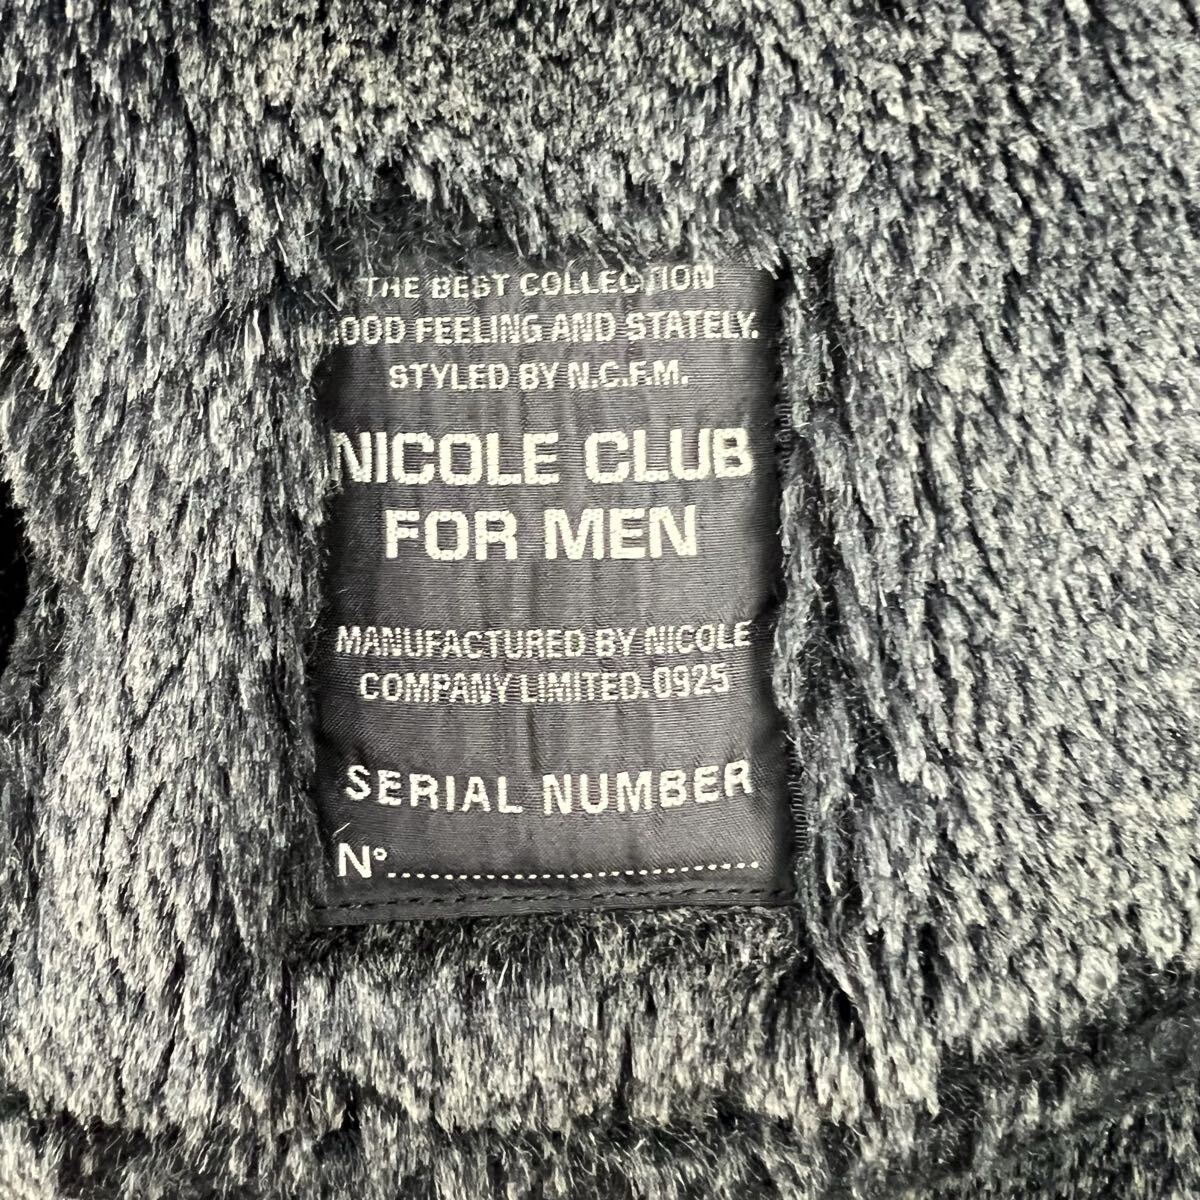 THE BEST COLLECTION
GOOD FEELING AND STATELY.
STYLED BY N.C.F.M.
NICOLE CLUB
FOR MEN
MANUFACTURED BY NICOLE
COMPANY LIMITED.0925
SERIAL NUMBER
N°..............................